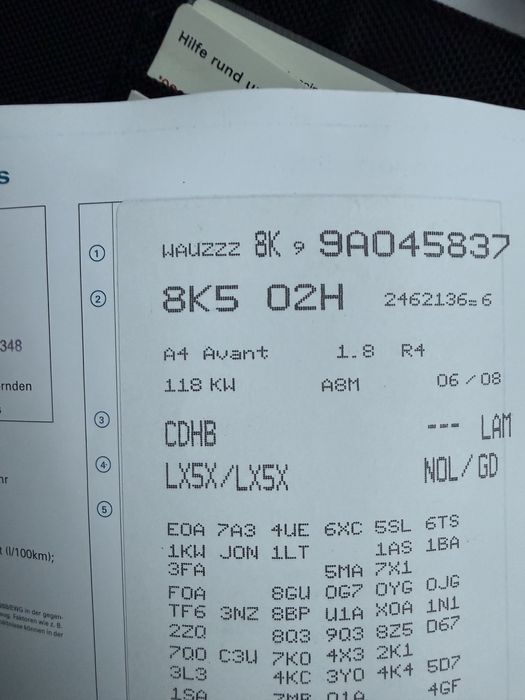 Hilfe rund
s
1 WAUZZZ 8K 9 9A045837
2 8K5 02H 2462136=6
348
A4 Avant 1.8 R4
rnden
118 KW A8M 06/08
3 CDHB --- LAM
4 LX5X/LX5X NOL/GD
hr
5
E0A 7A3 4UE 6XC 5SL 6TS
t (l/100km);
1KW J0N 1LT 1AS 1BA
3FA 5MA 7X1
F0A 8GU 0G7 0YG 0JG
TF6 3NZ 8BP U1A X0A 1N1
2Z0 8Q3 9Q3 8Z5 D67
7Q0 C3U 7K0 4X3 2K1
3L3 4KC 3Y0 4K4 5D7
1SA 4GF